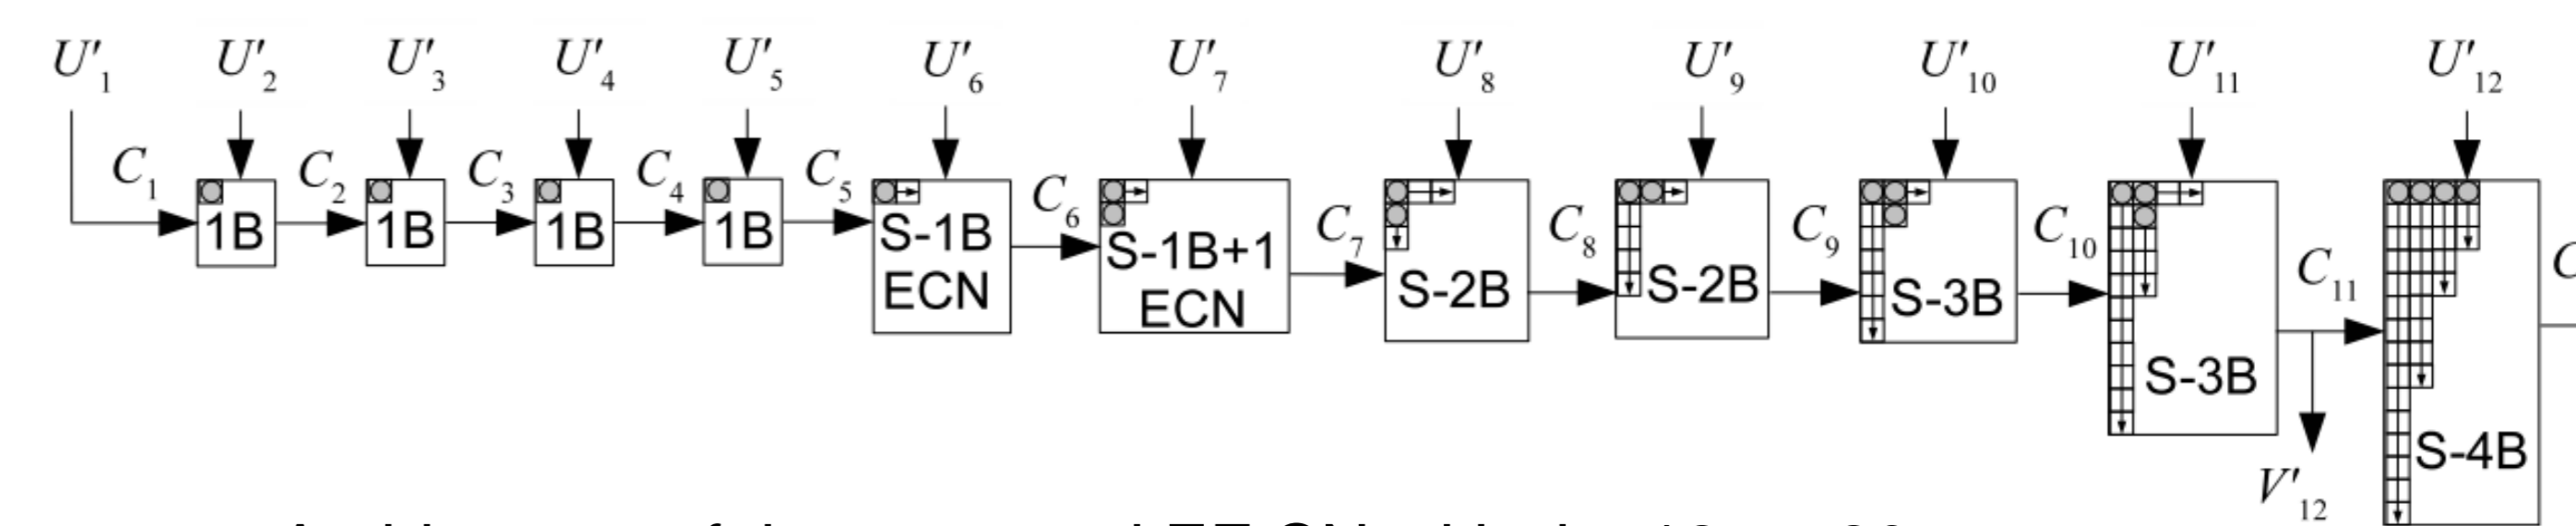 U′1 U′2 U′3 U′4 U′5 U′6 U′7 U′8 U′9 U′10 U′11 U′12
C1 C2 C3 C4 C5 C6 C7 C8 C9 C10 C11
1B 1B 1B 1B S-1B S-1B+1 S-2B S-2B S-3B S-3B S-4B
ECN ECN
V′12